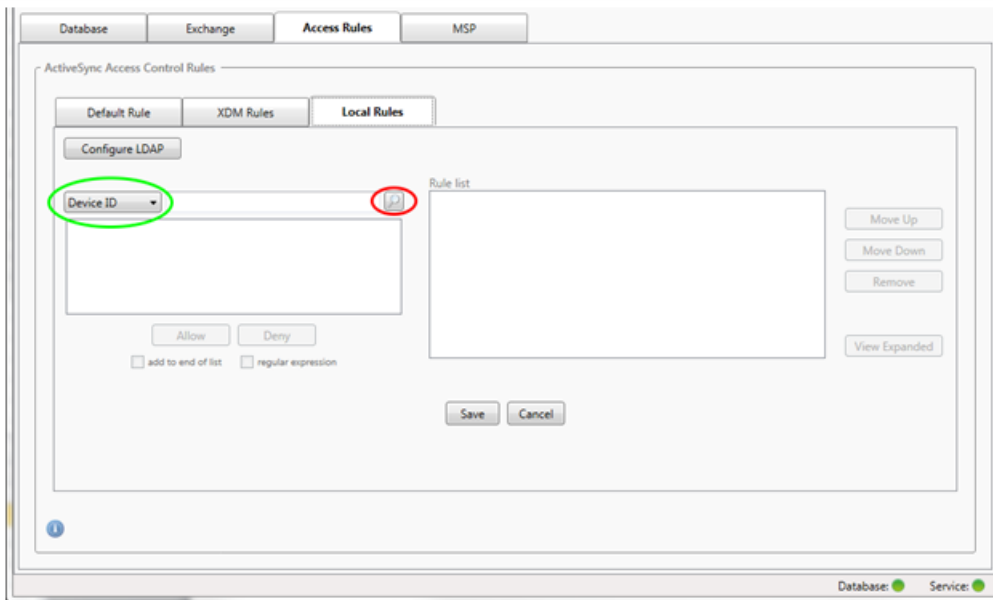 Database Exchange Access Rules MSP
ActiveSync Access Control Rules
Default Rule XDM Rules Local Rules
Configure LDAP
Rule list
Device ID
Move Up
Move Down
Remove
Allow Deny
View Expanded
add to end of list regular expression
Save Cancel
Database: Service: